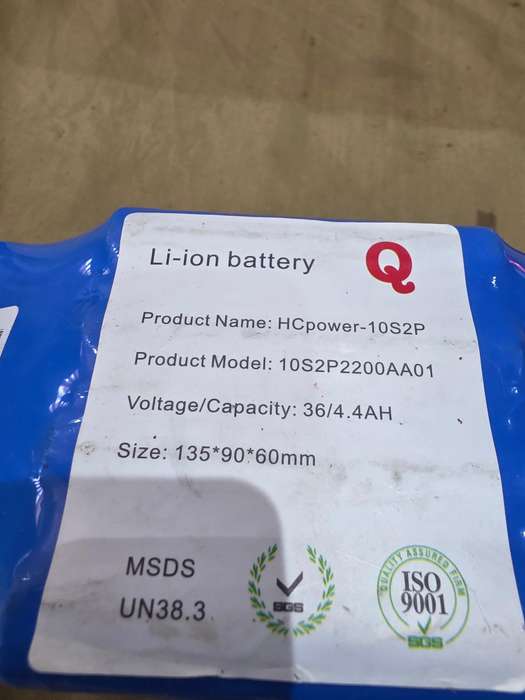 Li-ion battery Q
Product Name: HCpower-10S2P
Product Model: 10S2P2200AA01
Voltage/Capacity: 36/4.4AH
Size: 135*90*60mm
MSDS
UN38.3
SGS
QUALITY ASSURED FIRM
ISO
9001
SGS